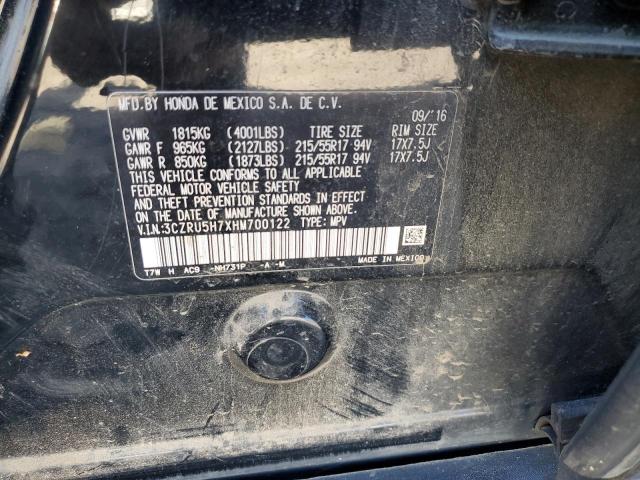 MFD.BY HONDA DE MEXICO S.A. DE C.V.
09/'16
GVWR 1815KG (4001LBS) TIRE SIZE RIM SIZE
GAWR F 965KG (2127LBS) 215/55R17 94V 17X7.5J
GAWR R 850KG (1873LBS) 215/55R17 94V 17X7.5J
THIS VEHICLE CONFORMS TO ALL APPLICABLE
FEDERAL MOTOR VEHICLE SAFETY
AND THEFT PREVENTION STANDARDS IN EFFECT
ON THE DATE OF MANUFACTURE SHOWN ABOVE.
V.I.N.:3CZRU5H7XHM700122 TYPE: MPV
T7W H AC9 -NH731P -A-M- MADE IN MEXICO